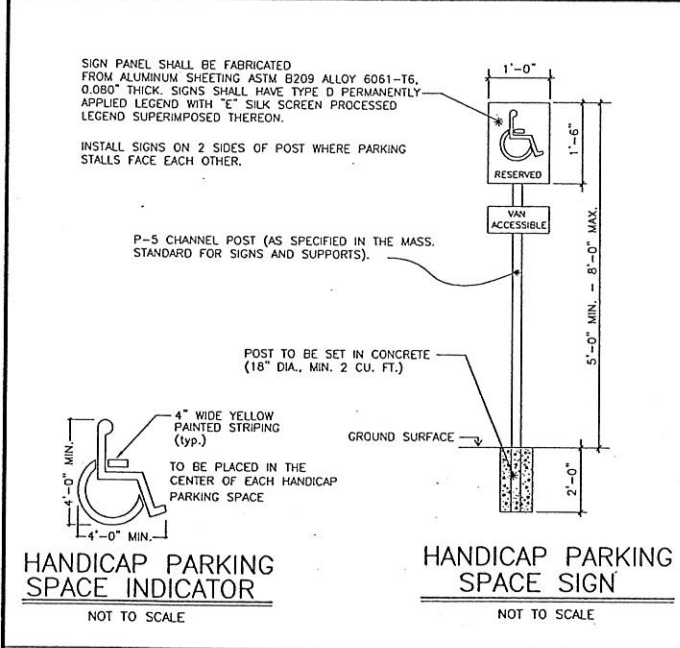 SIGN PANEL SHALL BE FABRICATED
FROM ALUMINUM SHEETING ASTM B209 ALLOY 6061-T6,
0.080" THICK. SIGNS SHALL HAVE TYPE D PERMANENTLY
APPLIED LEGEND WITH "E" SILK SCREEN PROCESSED
LEGEND SUPERIMPOSED THEREON.
INSTALL SIGNS ON 2 SIDES OF POST WHERE PARKING
STALLS FACE EACH OTHER.
1'-0"
RESERVED
1'-6"
VAN
ACCESSIBLE
P-5 CHANNEL POST (AS SPECIFIED IN THE MASS.
STANDARD FOR SIGNS AND SUPPORTS).
5'-0" MIN. - 8'-0" MAX.
POST TO BE SET IN CONCRETE
(18" DIA., MIN. 2 CU. FT.)
GROUND SURFACE
2'-0"
4" WIDE YELLOW
PAINTED STRIPING
(typ.)
TO BE PLACED IN THE
CENTER OF EACH HANDICAP
PARKING SPACE
4'-0" MIN.
4'-0" MIN.
HANDICAP PARKING
SPACE INDICATOR
NOT TO SCALE
HANDICAP PARKING
SPACE SIGN
NOT TO SCALE